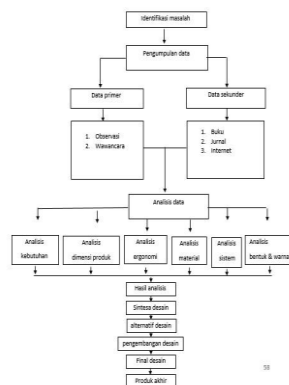 Identifikasi masalah
Pengumpulan data
Data primer
Data sekunder
1. Observasi
2. Wawancara
1. Buku
2. Jurnal
3. Internet
Analisis data
Analisis
kebutuhan
Analisis
dimensi produk
Analisis
ergonomi
Analisis
material
Analisis
sistem
Analisis
bentuk & warna
Hasil analisis
Sintesa desain
alternatif desain
pengembangan desain
Final desain
Produk akhir